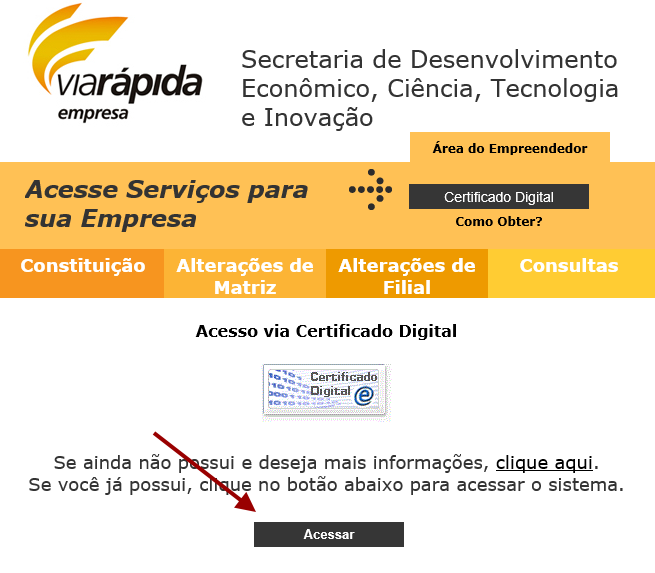 viarápida
empresa
Secretaria de Desenvolvimento
Econômico, Ciência, Tecnologia
e Inovação
Área do Empreendedor
Acesse Serviços para
sua Empresa
Certificado Digital
Como Obter?
Constituição
Alterações de
Matriz
Alterações de
Filial
Consultas
Acesso via Certificado Digital
Certificado
Digital e
Se ainda não possui e deseja mais informações, clique aqui.
Se você já possui, clique no botão abaixo para acessar o sistema.
Acessar